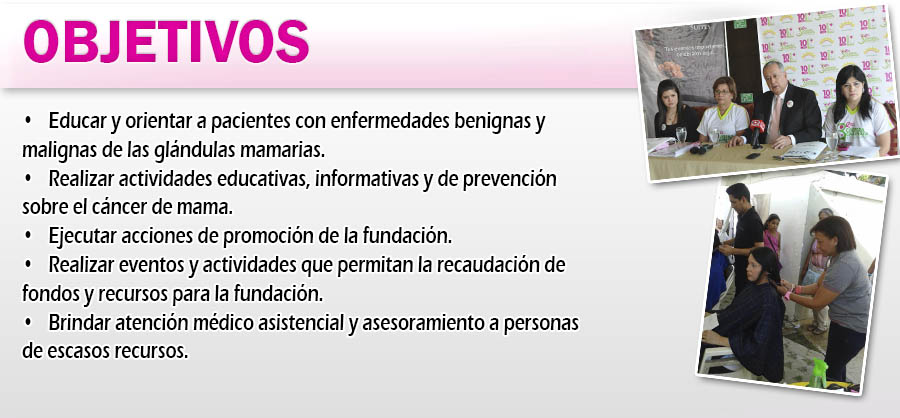 OBJETIVOS
• Educar y orientar a pacientes con enfermedades benignas y
malignas de las glándulas mamarias.
• Realizar actividades educativas, informativas y de prevención
sobre el cáncer de mama.
• Ejecutar acciones de promoción de la fundación.
• Realizar eventos y actividades que permitan la recaudación de
fondos y recursos para la fundación.
• Brindar atención médico asistencial y asesoramiento a personas
de escasos recursos.